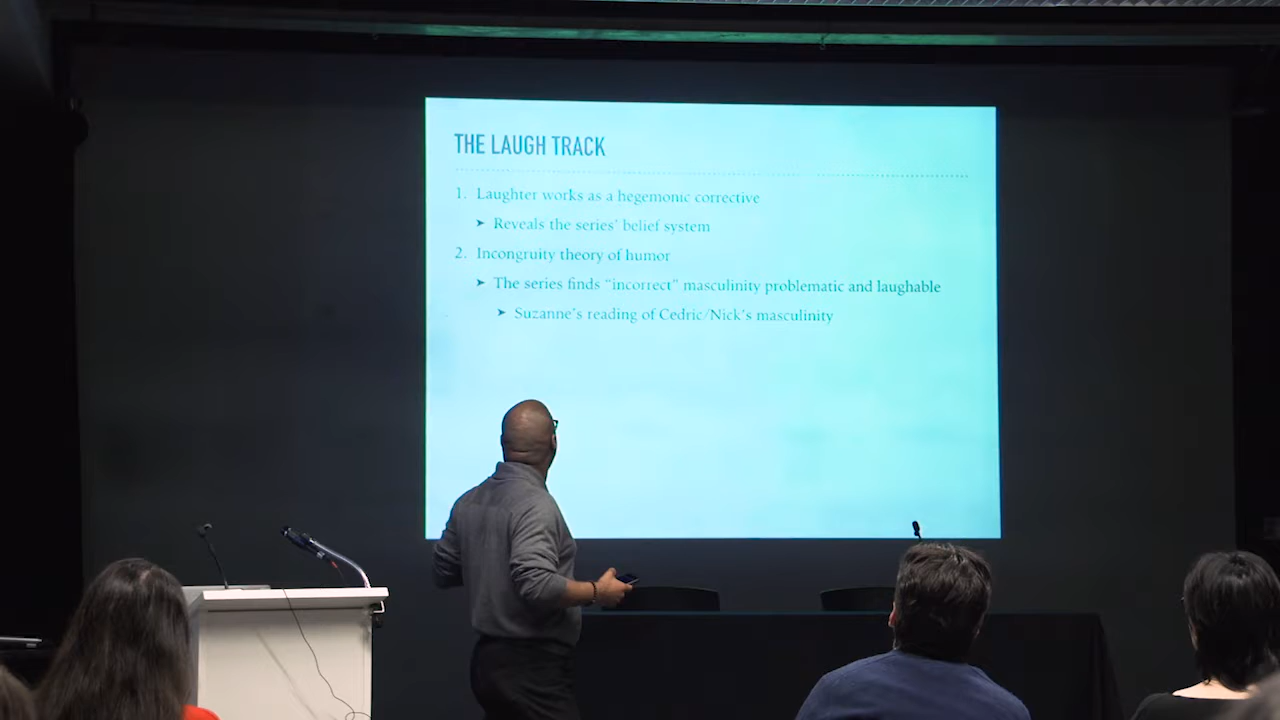 THE LAUGH TRACK
1. Laughter works as a hegemonic corrective
➤ Reveals the series' belief system
2. Incongruity theory of humor
➤ The series finds "incorrect" masculinity problematic and laughable
➤ Suzanne's reading of Cedric/Nick's masculinity